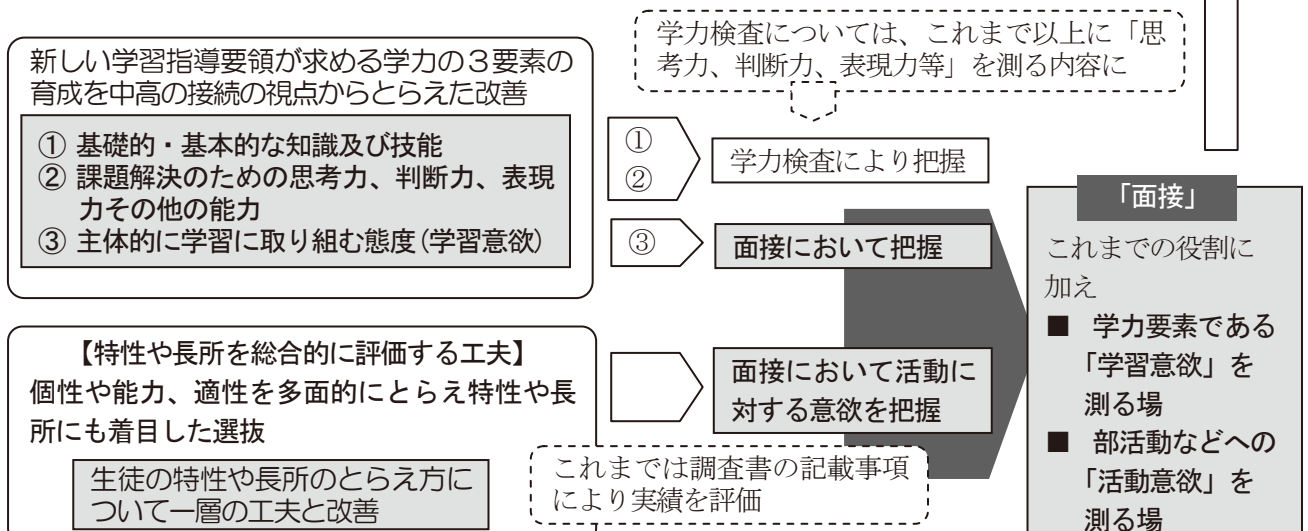 学力検査については、これまで以上に「思
考力、判断力、表現力等」を測る内容に
新しい学習指導要領が求める学力の3要素の
育成を中高の接続の視点からとらえた改善
① 基礎的・基本的な知識及び技能
② 課題解決のための思考力、判断力、表現
力その他の能力
③ 主体的に学習に取り組む態度(学習意欲)
①
②
学力検査により把握
③
面接において把握
【特性や長所を総合的に評価する工夫】
個性や能力、適性を多面的にとらえ特性や長
所にも着目した選抜
生徒の特性や長所のとらえ方に
ついて一層の工夫と改善
面接において活動に
対する意欲を把握
これまでは調査書の記載事項
により実績を評価
「面接」
これまでの役割に
加え
■ 学力要素である
「学習意欲」を
測る場
■ 部活動などへの
「活動意欲」を
測る場